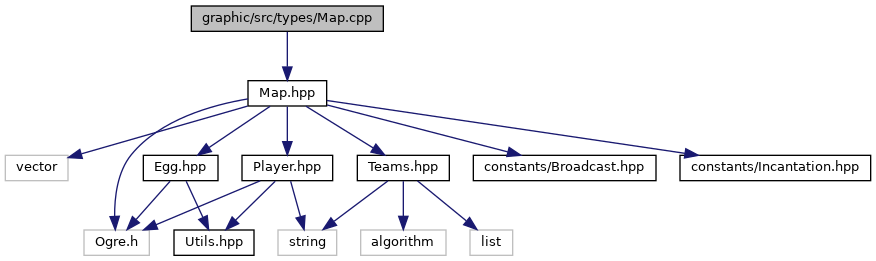 graphic/src/types/Map.cpp
Map.hpp
vector
Egg.hpp
Player.hpp
Teams.hpp
constants/Broadcast.hpp
constants/Incantation.hpp
Ogre.h
Utils.hpp
string
algorithm
list